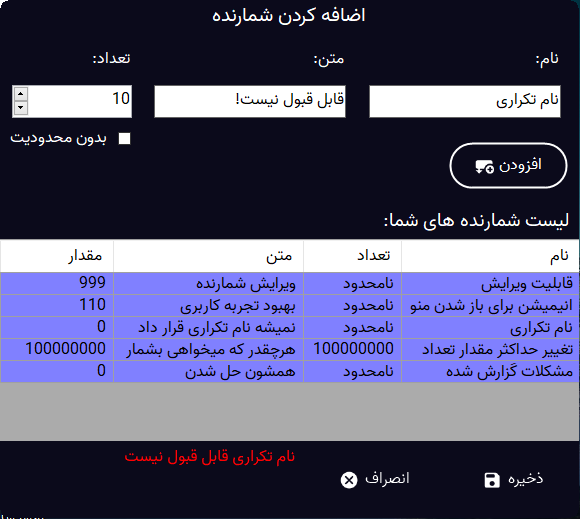 اضافه کردن شمارنده
نام: متن: تعداد:
نام تکراری قابل قبول نیست! 10
بدون محدودیت
افزودن
لیست شمارنده های شما:
نام تعداد متن مقدار
قابلیت ویرایش نامحدود ویرایش شمارنده 999
انیمیشن برای باز شدن منو نامحدود بهبود تجربه کاربری 110
نام تکراری نامحدود نمیشه نام تکراری قرار داد 0
تغییر حداکثر مقدار تعداد 100000000 هرچقدر که میخواهی بشمار 100000000
مشکلات گزارش شده نامحدود همشون حل شدن 0
نام تکراری قابل قبول نیست
ذخیره انصراف